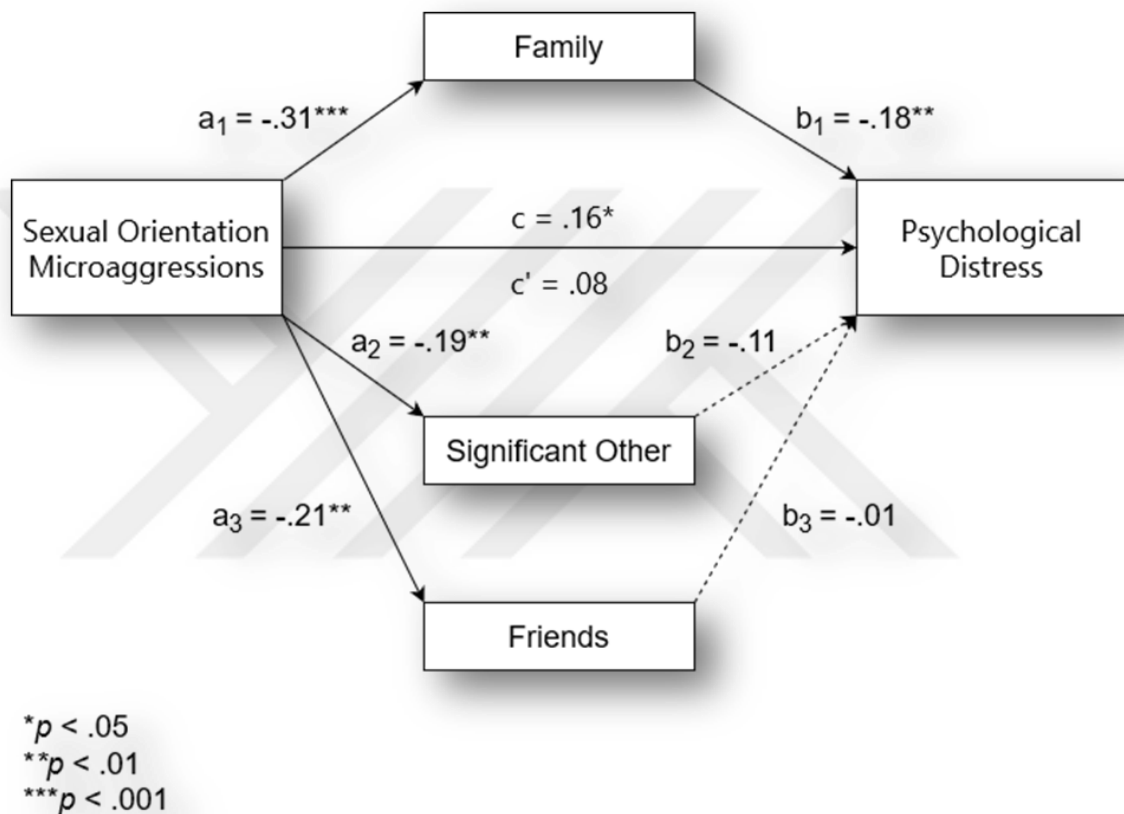 Family
a₁ = -.31***
b₁ = -.18**
Sexual Orientation
Microaggressions
c = .16*
c' = .08
Psychological
Distress
a₂ = -.19**
b₂ = -.11
Significant Other
a₃ = -.21**
b₃ = -.01
Friends
*p < .05
**p < .01
***p < .001